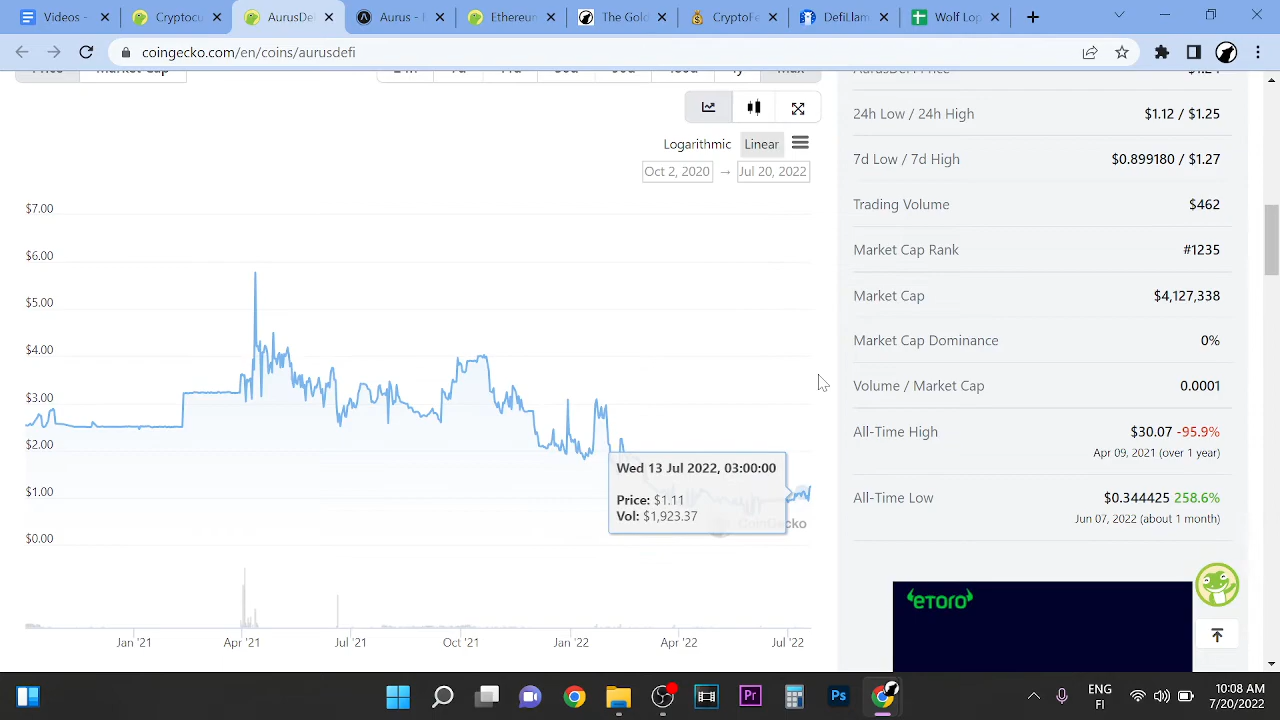 Videos -
CryptoC
AurusDe
Aurus -
Ethereum
The Gol
CryptoF
DefiLlam
Wolf Lop
coingecko.com/en/coins/aurusdefi
Logarithmic Linear
Oct 2, 2020 → Jul 20, 2022
$7.00
$6.00
$5.00
$4.00
$3.00
$2.00
$1.00
$0.00
Wed 13 Jul 2022, 03:00:00
Price: $1.11
Vol: $1,923.37
CoinGecko
Jan '21 Apr '21 Jul '21 Oct '21 Jan '22 Apr '22 Jul '22
24h Low / 24h High $1.12 / $1.25
7d Low / 7d High $0.899180 / $1.27
Trading Volume $462
Market Cap Rank #1235
Market Cap $4,127,338
Market Cap Dominance 0%
Volume / Market Cap 0.0001
All-Time High $30.07 -95.9%
Apr 09, 2021 (over 1 year)
All-Time Low $0.344425 258.6%
Jun 07, 2022 (about 1 month)
eToro
Pr
Ps
ENG
FI
10:08 AM
7/20/2022